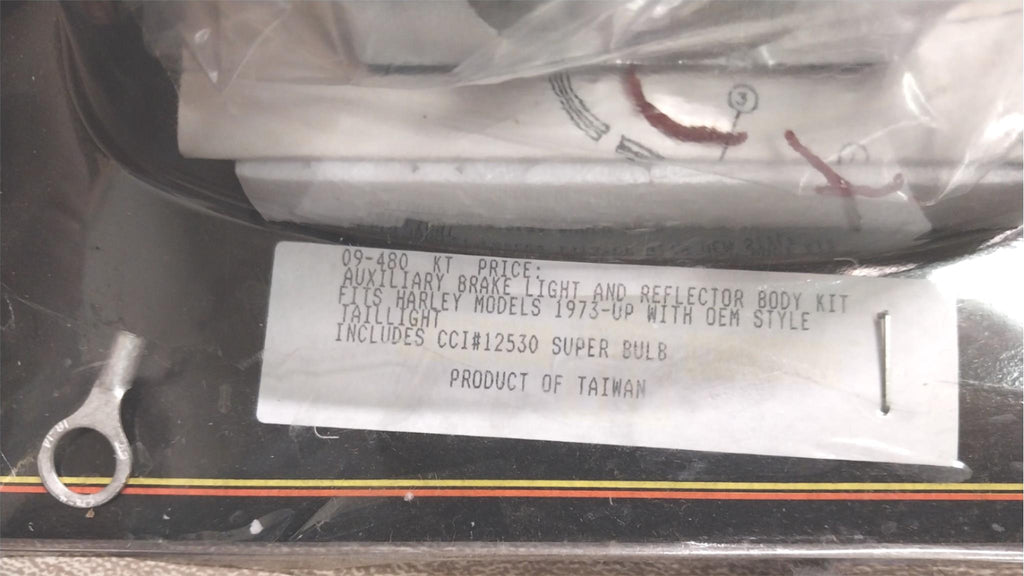 3
09-480 KT PRICE:
AUXILIARY BRAKE LIGHT AND REFLECTOR BODY KIT
FITS HARLEY MODELS 1973-UP WITH OEM STYLE
TAILLIGHT
INCLUDES CCI#12530 SUPER BULB
PRODUCT OF TAIWAN